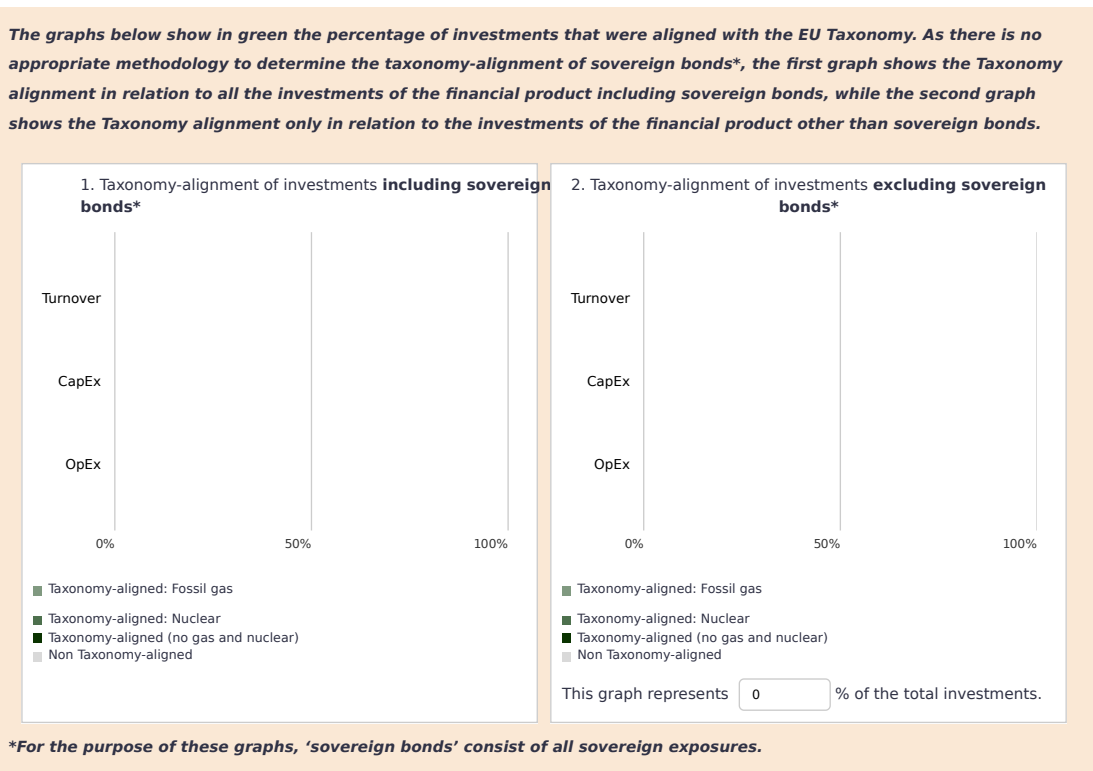 The graphs below show in green the percentage of investments that were aligned with the EU Taxonomy. As there is no
appropriate methodology to determine the taxonomy-alignment of sovereign bonds*, the first graph shows the Taxonomy
alignment in relation to all the investments of the financial product including sovereign bonds, while the second graph
shows the Taxonomy alignment only in relation to the investments of the financial product other than sovereign bonds.
1. Taxonomy-alignment of investments including sovereign
bonds*
Turnover
CapEx
OpEx
0% 50% 100%
Taxonomy-aligned: Fossil gas
Taxonomy-aligned: Nuclear
Taxonomy-aligned (no gas and nuclear)
Non Taxonomy-aligned
2. Taxonomy-alignment of investments excluding sovereign
bonds*
Turnover
CapEx
OpEx
0% 50% 100%
Taxonomy-aligned: Fossil gas
Taxonomy-aligned: Nuclear
Taxonomy-aligned (no gas and nuclear)
Non Taxonomy-aligned
This graph represents 0 % of the total investments.
*For the purpose of these graphs, ‘sovereign bonds’ consist of all sovereign exposures.